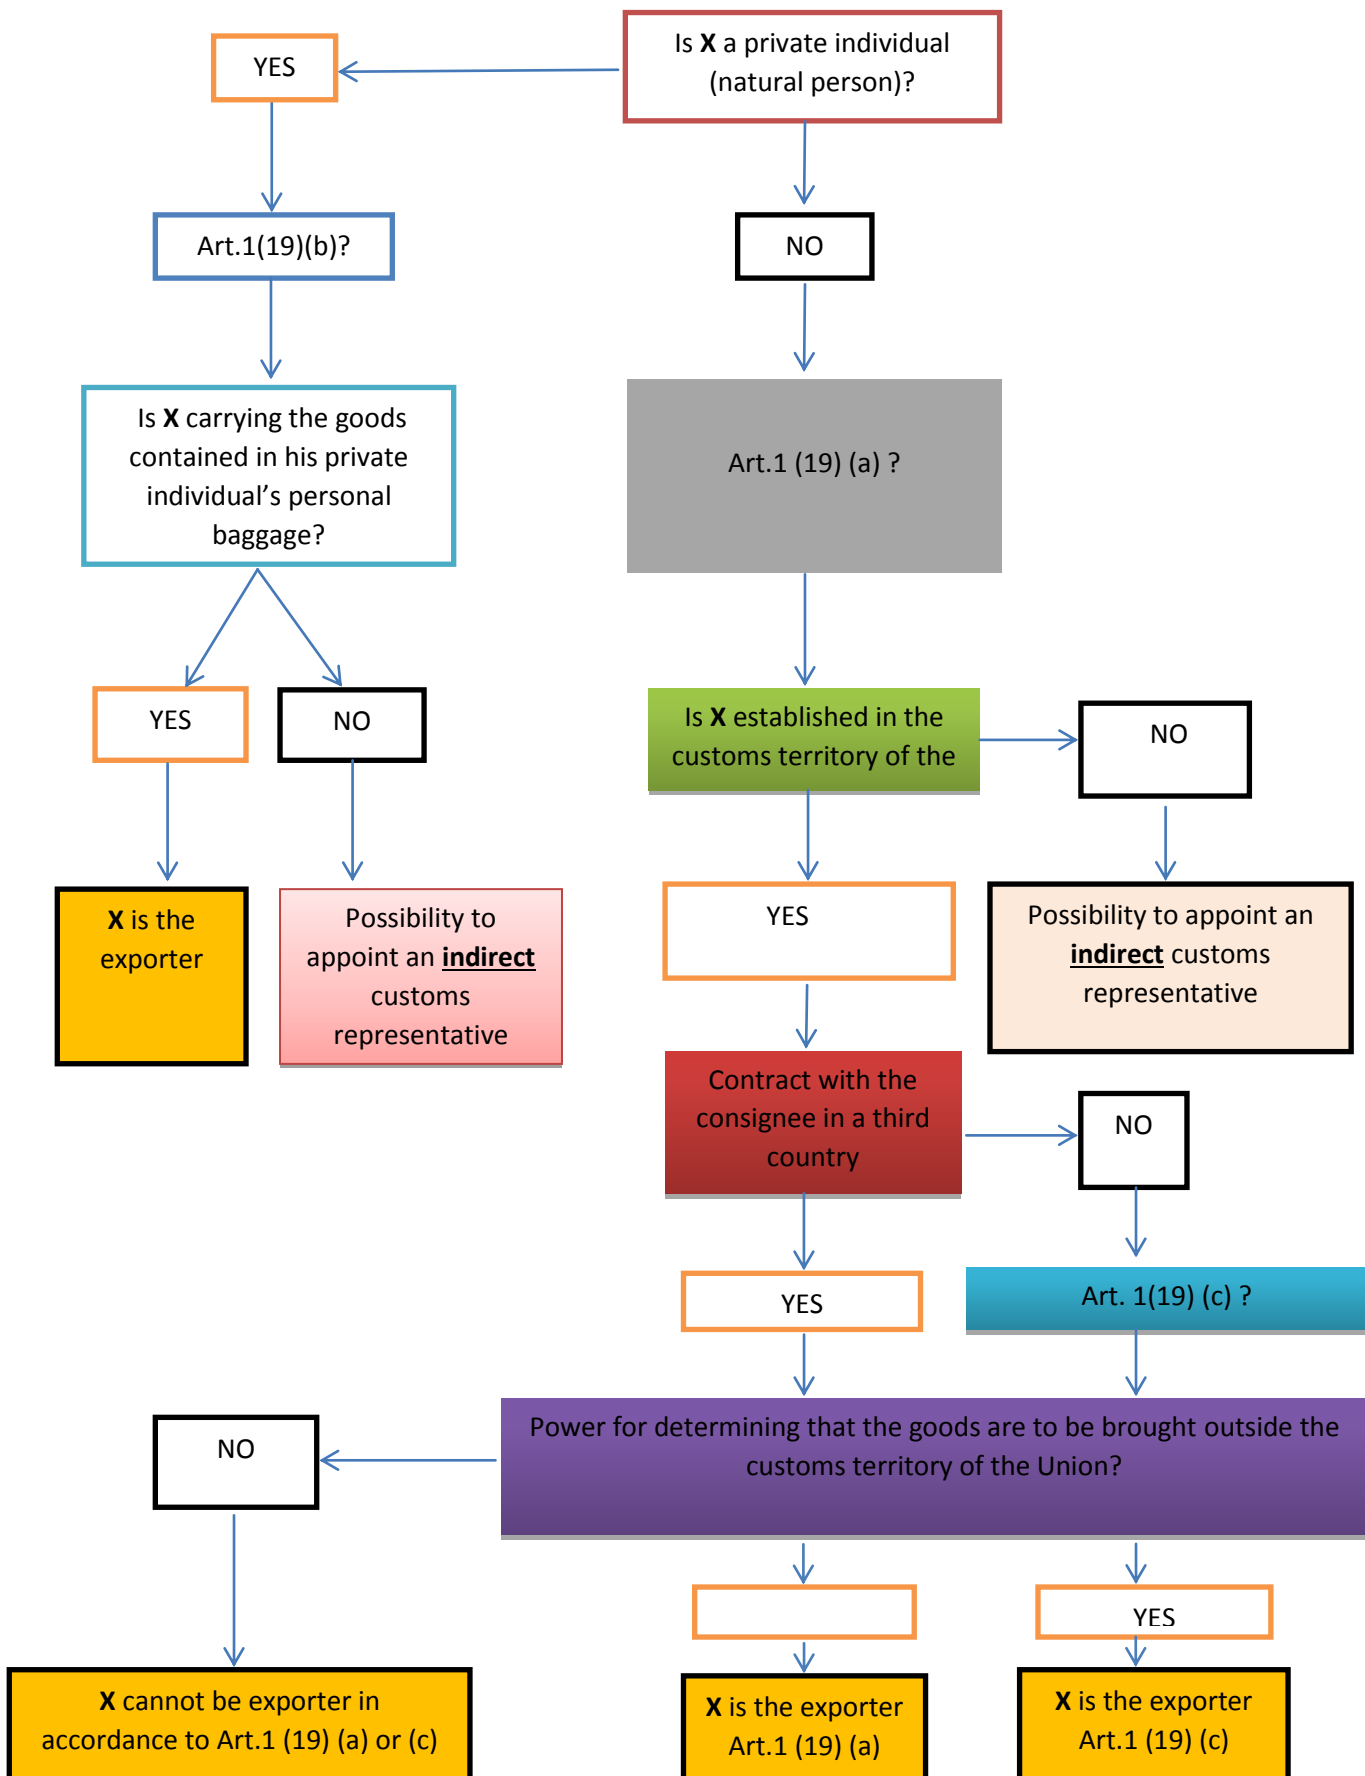 Is X a private individual
(natural person)?
YES
Art.1(19)(b)?
NO
Is X carrying the goods
contained in his private
individual’s personal
baggage?
Art.1 (19) (a) ?
YES
NO
Is X established in the
customs territory of the
NO
X is the
exporter
Possibility to
appoint an indirect
customs
representative
YES
Possibility to appoint an
indirect customs
representative
Contract with the
consignee in a third
country
NO
YES
Art. 1(19) (c) ?
Power for determining that the goods are to be brought outside the
customs territory of the Union?
NO
YES
X cannot be exporter in
accordance to Art.1 (19) (a) or (c)
X is the exporter
Art.1 (19) (a)
X is the exporter
Art.1 (19) (c)